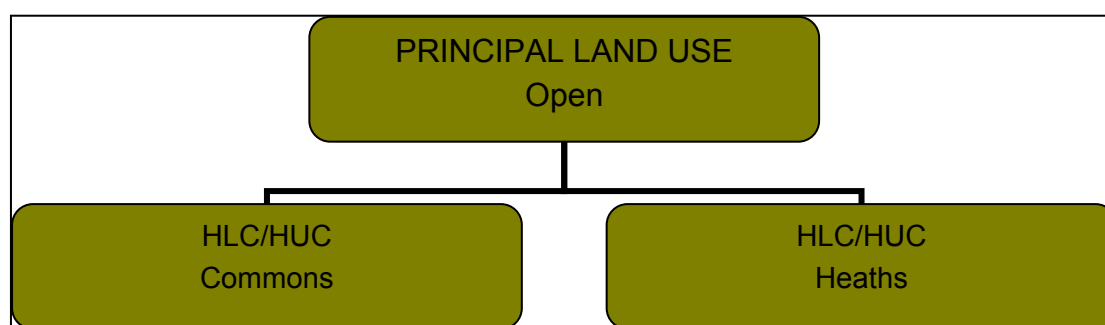 PRINCIPAL LAND USE
Open
HLC/HUC
Commons
HLC/HUC
Heaths